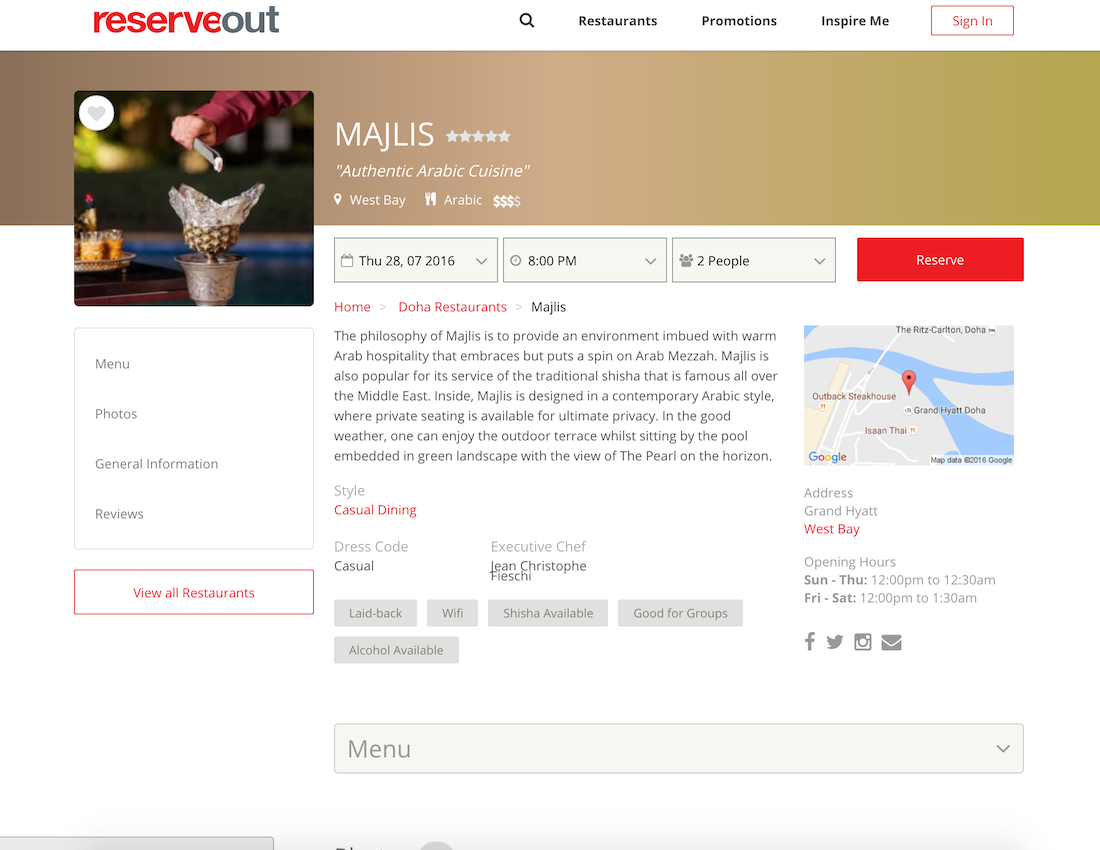 reserveout
Restaurants
Promotions
Inspire Me
Sign In
MAJLIS
"Authentic Arabic Cuisine"
West Bay
Arabic
$$$$
Thu 28, 07 2016
8:00 PM
2 People
Reserve
Home > Doha Restaurants > Majlis
Menu
Photos
General Information
Reviews
View all Restaurants
The philosophy of Majlis is to provide an environment imbued with warm
Arab hospitality that embraces but puts a spin on Arab Mezzah. Majlis is
also popular for its service of the traditional shisha that is famous all over
the Middle East. Inside, Majlis is designed in a contemporary Arabic style,
where private seating is available for ultimate privacy. In the good
weather, one can enjoy the outdoor terrace whilst sitting by the pool
embedded in green landscape with the view of The Pearl on the horizon.
Style
Casual Dining
Dress Code
Casual
Executive Chef
Jean Christophe
Fieschi
Laid-back
Wifi
Shisha Available
Good for Groups
Alcohol Available
The Ritz-Carlton, Doha
Outback Steakhouse
Grand Hyatt Doha
Isaan Thai
Google
Map data ©2016 Google
Address
Grand Hyatt
West Bay
Opening Hours
Sun - Thu: 12:00pm to 12:30am
Fri - Sat: 12:00pm to 1:30am
Menu